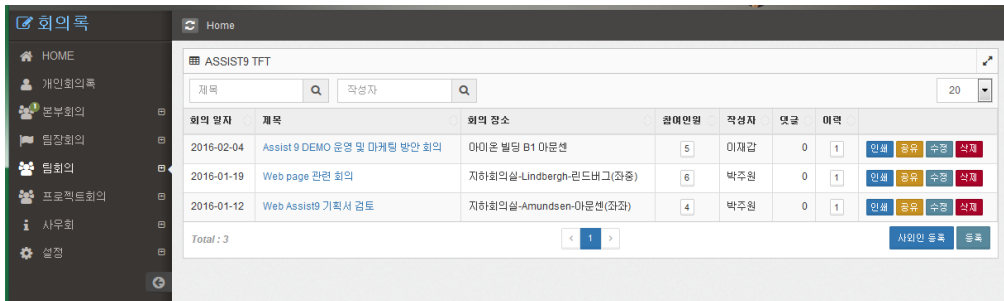 회의록
Home
HOME
개인회의록
1
본부회의
팀장회의
팀회의
프로젝트회의
사우회
설정
ASSIST9 TFT
제목 작성자 20
회의 일자 제목 회의 장소 참여인원 작성자 댓글 이력
2016-02-04 Assist 9 DEMO 운영 및 마케팅 방안 회의 아이온 빌딩 B1 아문센 5 이재갑 0 1 인쇄 공유 수정 삭제
2016-01-19 Web page 관련 회의 지하회의실-Lindbergh-린드버그(좌중) 6 박주원 0 1 인쇄 공유 수정 삭제
2016-01-12 Web Assist9 기획서 검토 지하회의실-Amundsen-아문센(좌좌) 4 박주원 0 1 인쇄 공유 수정 삭제
Total : 3 < 1 > 사외인 등록 등록